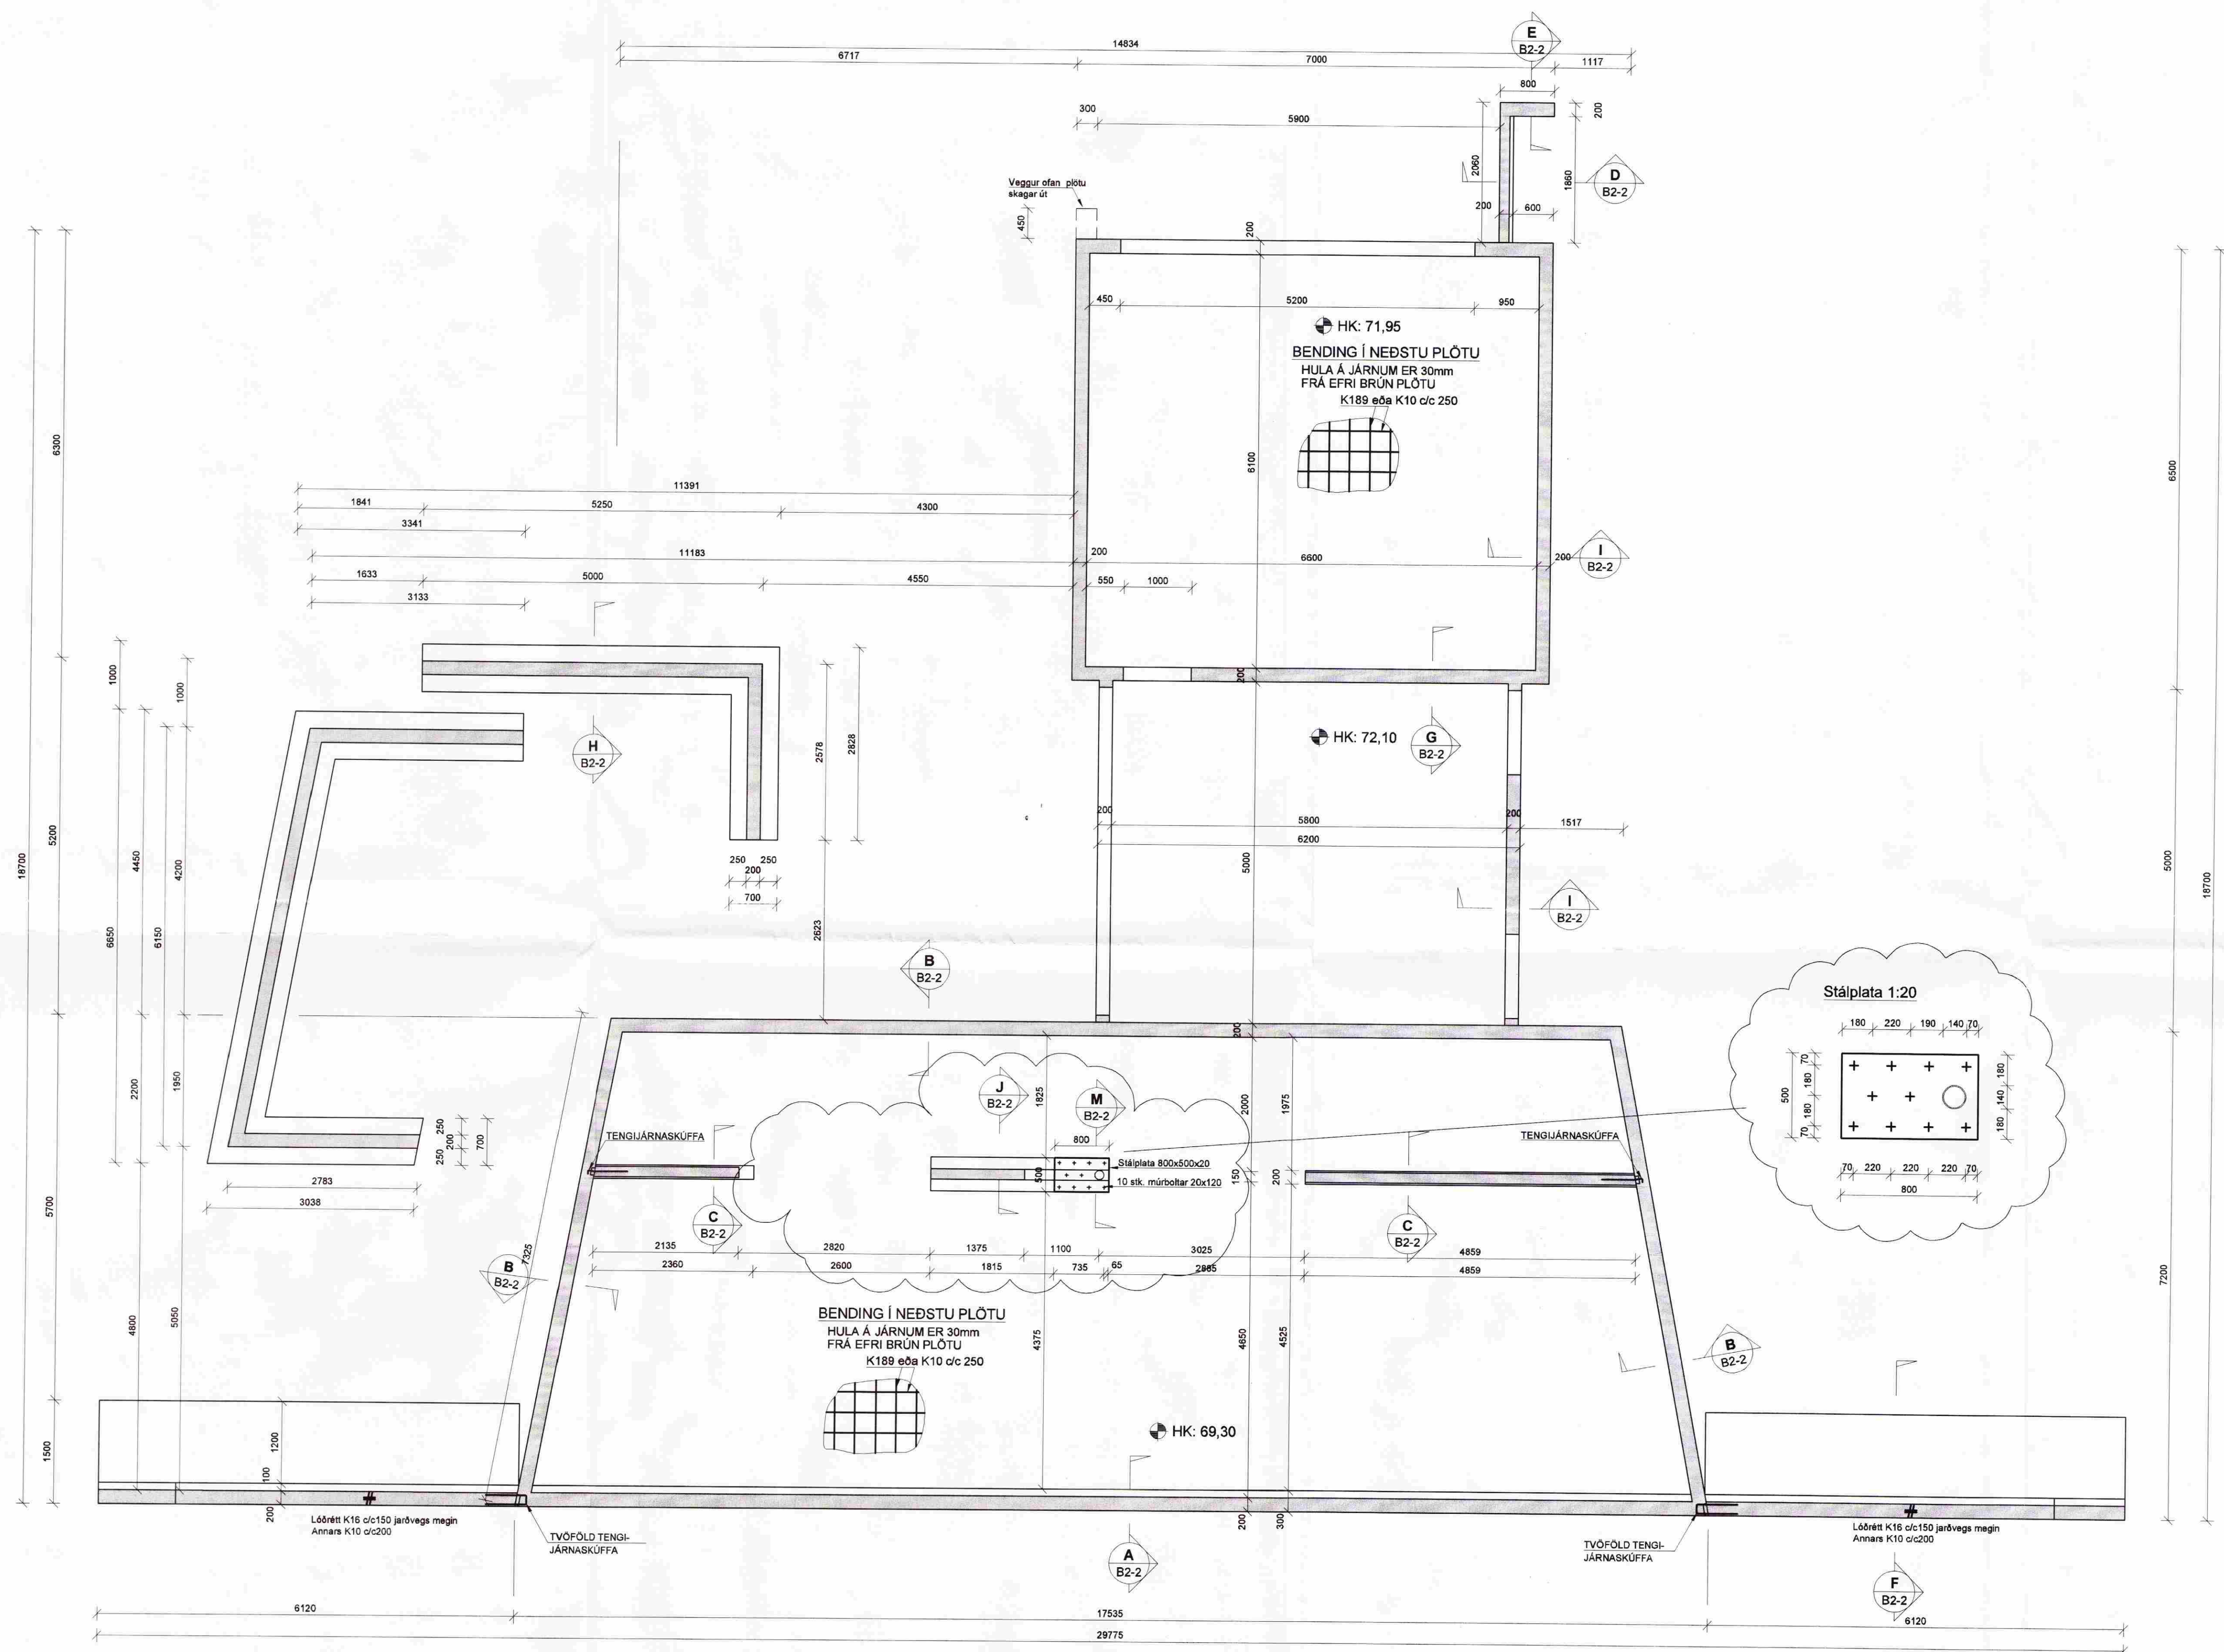 14834
6717
7000
1117
E
B2-2
800
300
5900
200
2060
1860
D
B2-2
200
600
Veggur ofan plötu
skagar út
450
200
450
5200
950
HK: 71,95
BENDING Í NEÐSTU PLÖTU
HULA Á JÁRNUM ER 30mm
FRÁ EFRI BRÚN PLÖTU
K189 eða K10 c/c 250
6100
6300
6500
11391
1841
5250
4300
3341
11183
200
6600
200
I
B2-2
1633
5000
4550
550
1000
3133
1000
1000
200
H
B2-2
2578
2828
HK: 72,10
G
B2-2
200
5800
200
1517
6200
5000
5000
18700
18700
5200
4450
4200
250
250
200
700
6650
6150
2623
I
B2-2
B
B2-2
Stálplata 1:20
180
220
190
140
70
70
180
180
70
500
180
140
180
70
220
220
220
70
800
200
2200
1950
J
B2-2
M
B2-2
1825
2000
1975
TENGIJÁRNASKÚFFA
TENGIJÁRNASKÚFFA
800
Stálplata 800x500x20
10 stk. múrboltar 20x120
500
150
200
250
200
250
700
2783
3038
C
B2-2
C
B2-2
5700
7325
B
B2-2
2135
2820
1375
1100
3025
4859
2360
2600
1815
735
65
2885
4859
7200
BENDING Í NEÐSTU PLÖTU
HULA Á JÁRNUM ER 30mm
FRÁ EFRI BRÚN PLÖTU
K189 eða K10 c/c 250
4800
5050
4375
4650
4525
B
B2-2
HK: 69,30
1500
1200
100
200
200
300
Lóðrétt K16 c/c150 jarðvegs megin
Annars K10 c/c200
TVÖFÖLD TENGI-
JÁRNASKÚFFA
A
B2-2
TVÖFÖLD TENGI-
JÁRNASKÚFFA
Lóðrétt K16 c/c150 jarðvegs megin
Annars K10 c/c200
F
B2-2
6120
17535
6120
29775